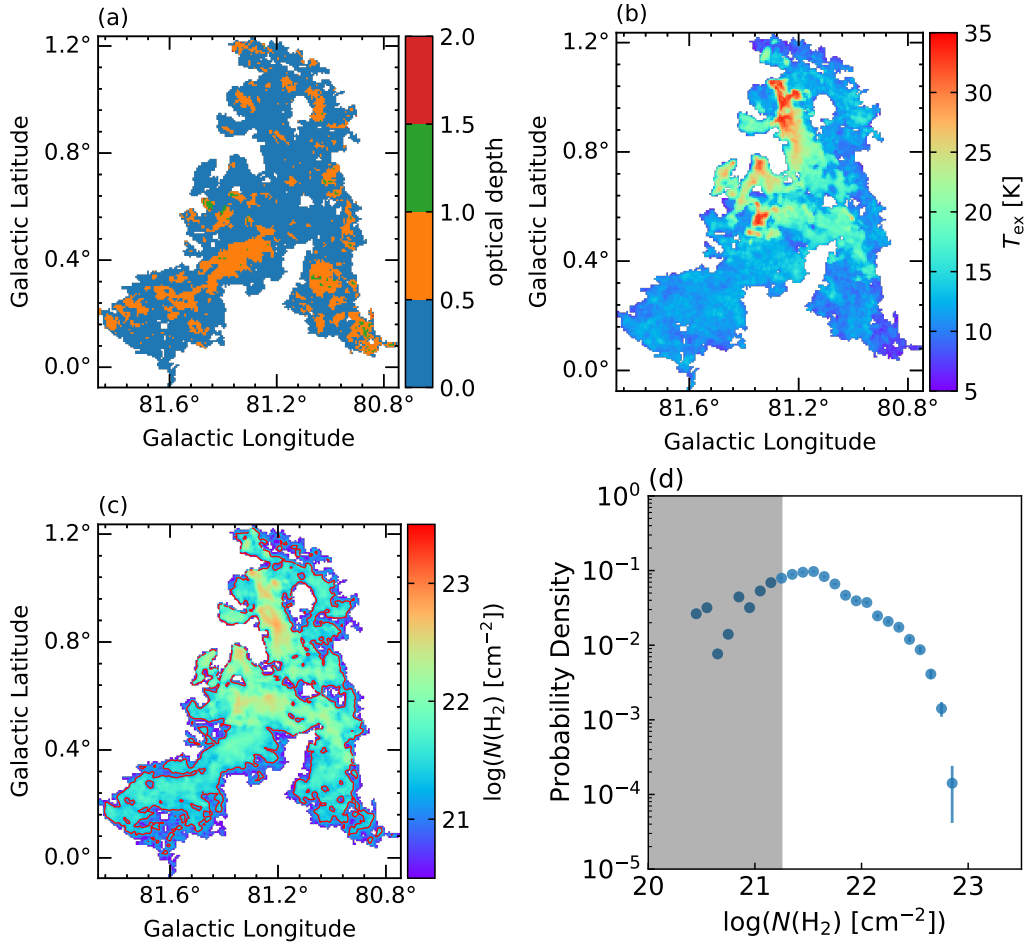 (a)
1.2°
0.8°
0.4°
0.0°
Galactic Latitude
81.6° 81.2° 80.8°
Galactic Longitude
2.0
1.5
1.0
0.5
0.0
optical depth
(b)
1.2°
0.8°
0.4°
0.0°
Galactic Latitude
81.6° 81.2° 80.8°
Galactic Longitude
35
30
25
20
15
10
5
T_ex [K]
(c)
1.2°
0.8°
0.4°
0.0°
Galactic Latitude
81.6° 81.2° 80.8°
Galactic Longitude
23
22
21
log(N(H₂) [cm⁻²])
(d)
10⁰
10⁻¹
10⁻²
10⁻³
10⁻⁴
10⁻⁵
Probability Density
20 21 22 23
log(N(H₂) [cm⁻²])